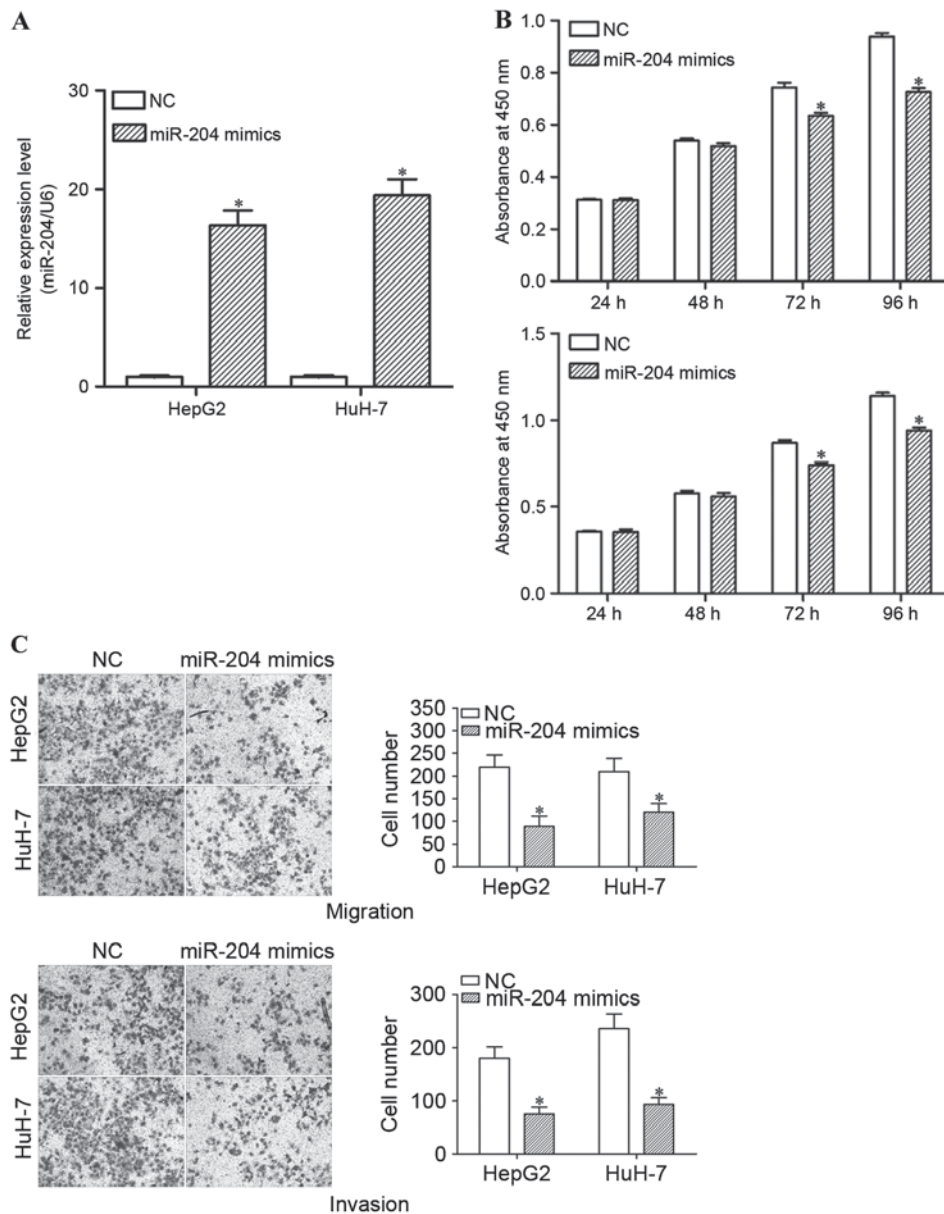 A
NC
miR-204 mimics
Relative expression level
(miR-204/U6)
30
20
10
0
*
*
HepG2
HuH-7
B
NC
miR-204 mimics
Absorbance at 450 nm
1.0
0.8
0.6
0.4
0.2
0.0
*
*
24 h
48 h
72 h
96 h
NC
miR-204 mimics
Absorbance at 450 nm
1.5
1.0
0.5
0.0
*
*
24 h
48 h
72 h
96 h
C
NC
miR-204 mimics
HepG2
HuH-7
Migration
NC
miR-204 mimics
Cell number
350
300
250
200
150
100
50
0
*
*
HepG2
HuH-7
NC
miR-204 mimics
HepG2
HuH-7
Invasion
NC
miR-204 mimics
Cell number
300
200
100
0
*
*
HepG2
HuH-7